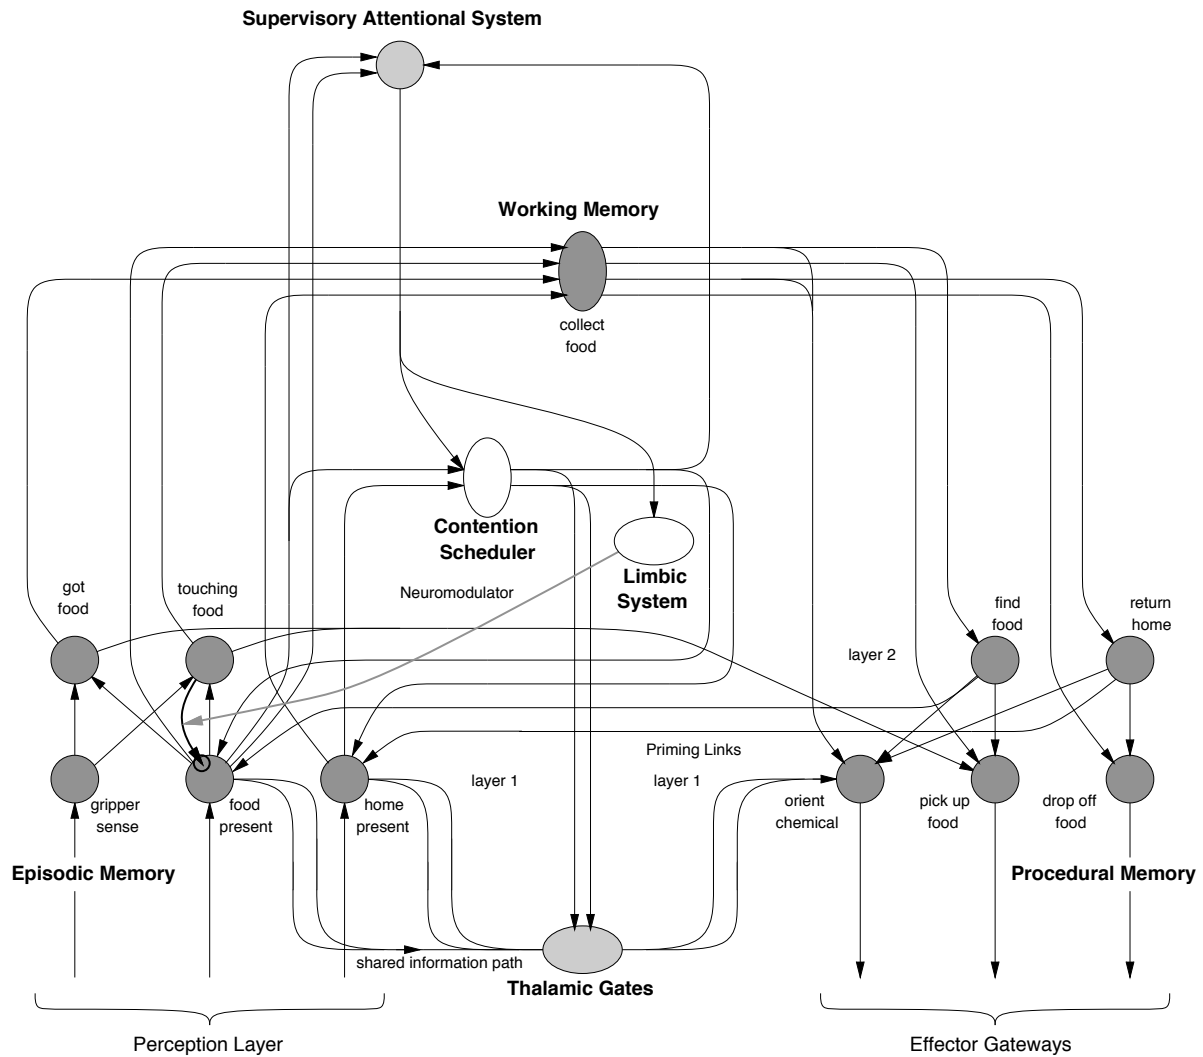 Supervisory Attentional System
Working Memory
collect
food
Contention
Scheduler
Limbic
System
Neuromodulator
got
food
touching
food
find
food
return
home
layer 2
Priming Links
layer 1
layer 1
gripper
sense
food
present
home
present
orient
chemical
pick up
food
drop off
food
Episodic Memory
Procedural Memory
shared information path
Thalamic Gates
Perception Layer
Effector Gateways